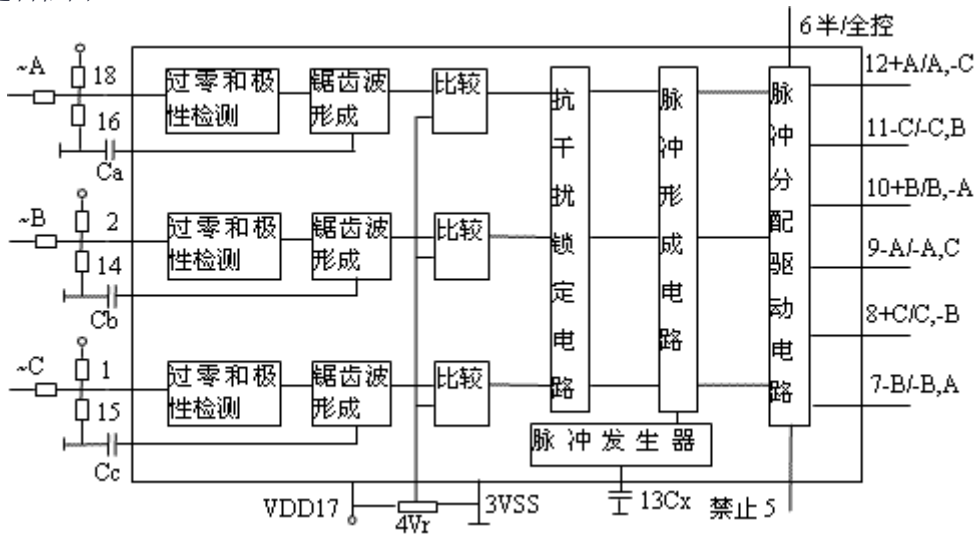 6半/全控
~A
18
过零和极性检测
锯齿波形成
比较
16
Ca
~B
2
过零和极性检测
锯齿波形成
比较
14
Cb
~C
1
过零和极性检测
锯齿波形成
比较
15
Cc
抗干扰锁定电路
脉冲形成电路
脉冲分配驱动电路
12+A/A,-C
11-C/-C,B
10+B/B,-A
9-A/-A,C
8+C/C,-B
7-B/-B,A
脉冲发生器
VDD17
4Vr
3VSS
13Cx
禁止5